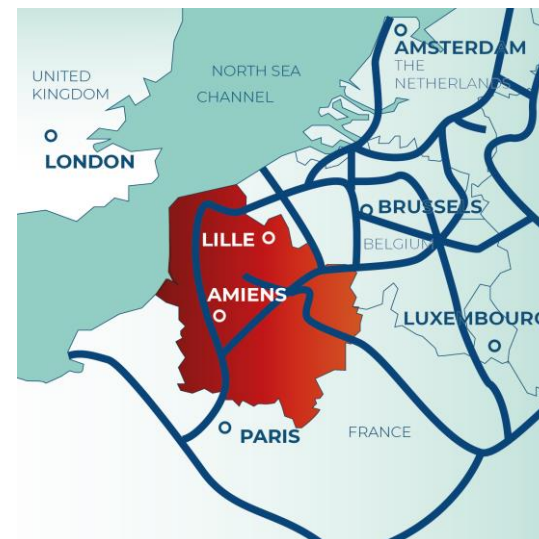 AMSTERDAM
THE
NETHERLANDS
UNITED
KINGDOM
NORTH SEA
CHANNEL
LONDON
BRUSSELS
LILLE
BELGIUM
AMIENS
LUXEMBOURG
PARIS
FRANCE